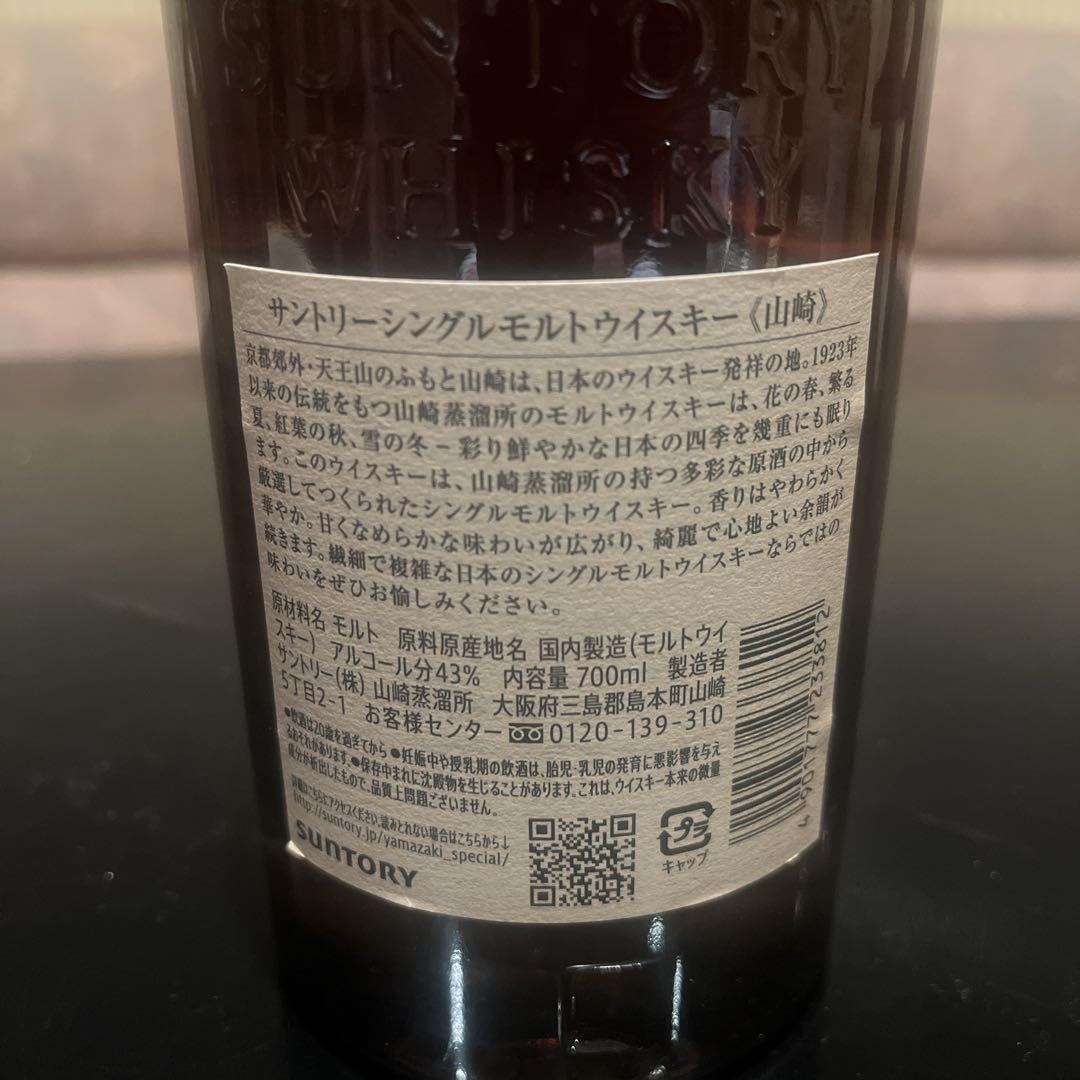 SUNTORY
WHISKY
サントリーシングルモルトウイスキー《山崎》
京都郊外・天王山のふもと山崎は、日本のウイスキー発祥の地。1923年
以来の伝統をもつ山崎蒸溜所のモルトウイスキーは、花の春、繁る
夏、紅葉の秋、雪の冬－彩り鮮やかな日本の四季を幾重にも眠り
ます。このウイスキーは、山崎蒸溜所の持つ多彩な原酒の中から
厳選してつくられたシングルモルトウイスキー。香りはやわらかく
華やか。甘くなめらかな味わいが広がり、綺麗で心地よい余韻が
続きます。繊細で複雑な日本のシングルモルトウイスキーならではの
味わいをぜひお愉しみください。
原材料名 モルト 原料原産地名 国内製造(モルトウイ
スキー) アルコール分43% 内容量 700ml 製造者
サントリー(株) 山崎蒸溜所 大阪府三島郡島本町山崎
5丁目2-1 お客様センター 0120-139-310
●飲酒は20歳を過ぎてから ●妊娠中や授乳期の飲酒は、胎児・乳児の発育に悪影響を与え
るおそれがあります。●保存中まれに沈殿物を生じることがあります。これは、ウイスキー本来の微量
成分が析出したもので、品質上問題ございません。
詳細はこちらにアクセスください。読みとれない場合はこちらから↓
http://suntory.jp/yamazaki_special/
SUNTORY
プラ
キャップ
4 901777 233812